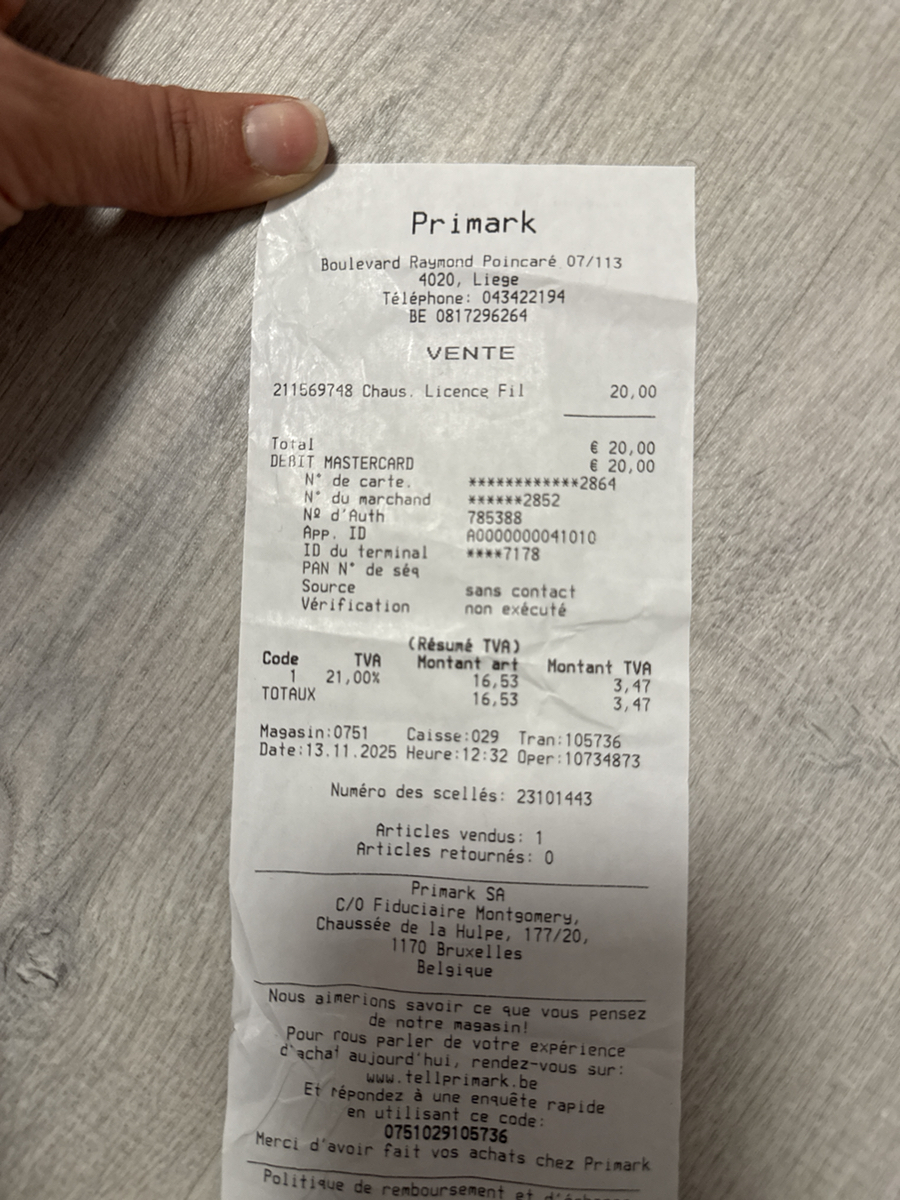 Primark
Boulevard Raymond Poincaré 07/113
4020, Liege
Téléphone: 043422194
BE 0817296264
VENTE
211569748 Chaus. Licence Fil 20,00
Total € 20,00
DEBIT MASTERCARD € 20,00
N° de carte. ************2864
N° du marchand ******2852
Nº d'Auth 785388
App. ID A0000000041010
ID du terminal ****7178
PAN N° de séq
Source sans contact
Vérification non exécuté
(Résumé TVA)
Code TVA Montant art Montant TVA
1 21,00% 16,53 3,47
TOTAUX 16,53 3,47
Magasin:0751 Caisse:029 Tran:105736
Date:13.11.2025 Heure:12:32 Oper:10734873
Numéro des scellés: 23101443
Articles vendus: 1
Articles retournés: 0
Primark SA
C/O Fiduciaire Montgomery,
Chaussée de la Hulpe, 177/20,
1170 Bruxelles
Belgique
Nous aimerions savoir ce que vous pensez
de notre magasin!
Pour nous parler de votre expérience
d'achat aujourd'hui, rendez-vous sur:
www.tellprimark.be
Et répondez à une enquête rapide
en utilisant ce code:
0751029105736
Merci d'avoir fait vos achats chez Primark
Politique de remboursement et